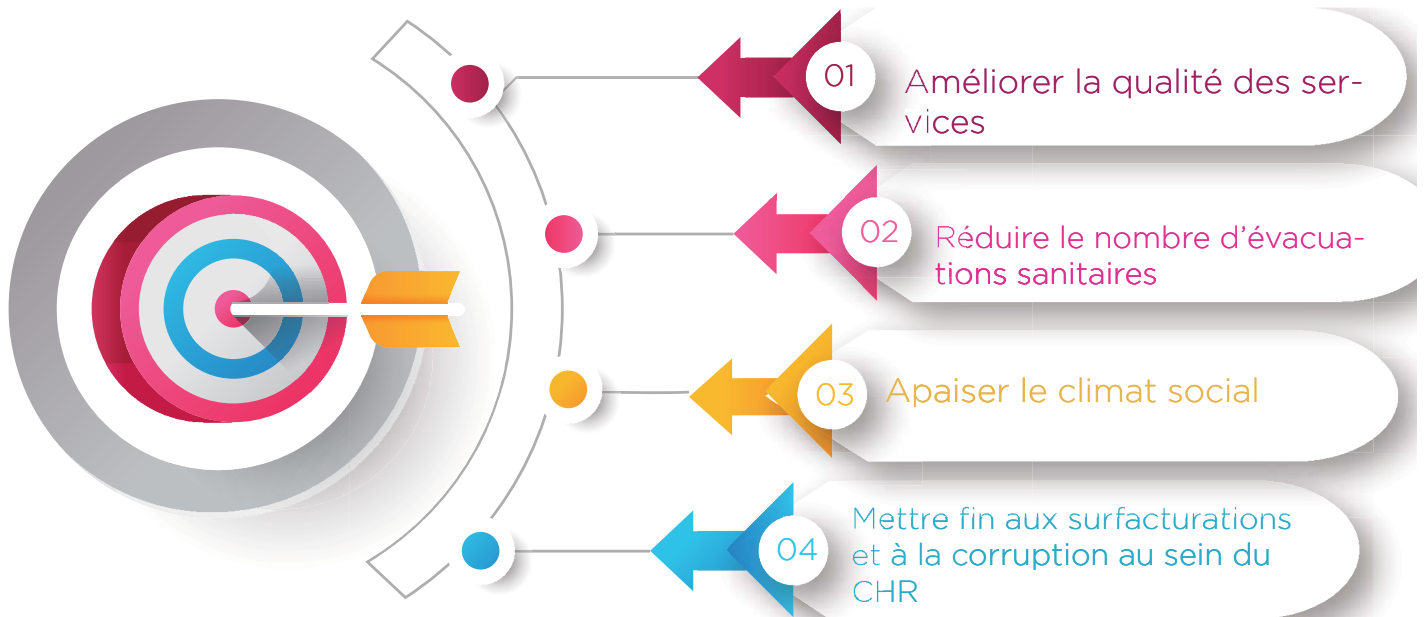 01
Améliorer la qualité des ser-
vices
02
Réduire le nombre d’évacua-
tions sanitaires
03
Apaiser le climat social
04
Mettre fin aux surfacturations
et à la corruption au sein du
CHR